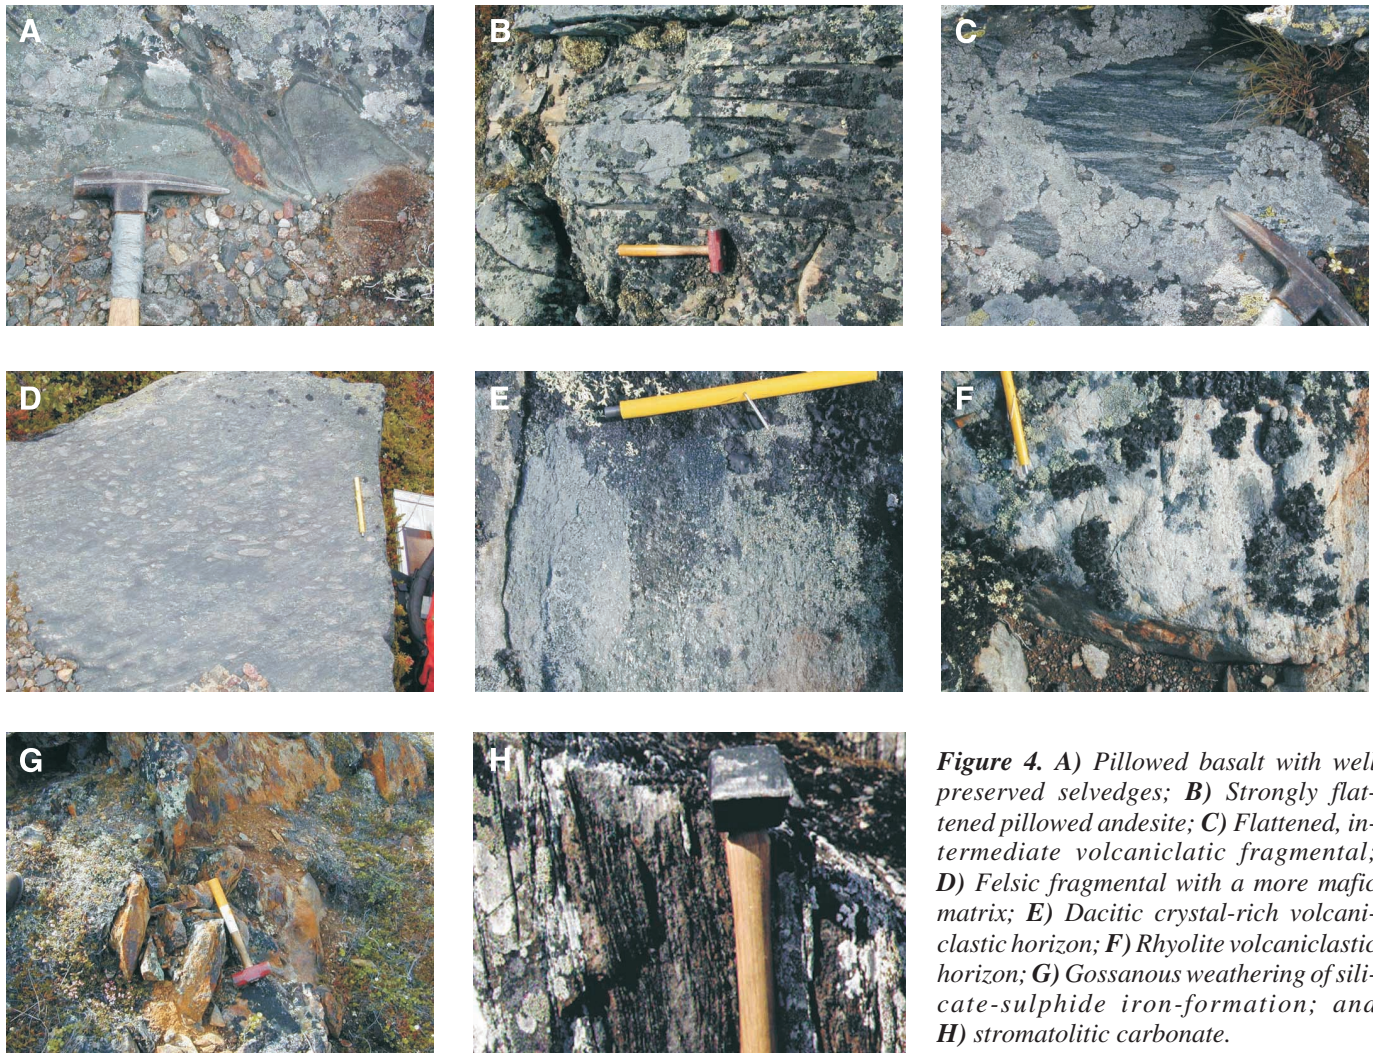 A
B
C
D
E
F
G
H
Figure 4. A) Pillowed basalt with well
preserved selvedges; B) Strongly flat-
tened pillowed andesite; C) Flattened, in-
termediate volcaniclatic fragmental;
D) Felsic fragmental with a more mafic
matrix; E) Dacitic crystal-rich volcani-
clastic horizon; F) Rhyolite volcaniclastic
horizon; G) Gossanous weathering of sili-
cate-sulphide iron-formation; and
H) stromatolitic carbonate.